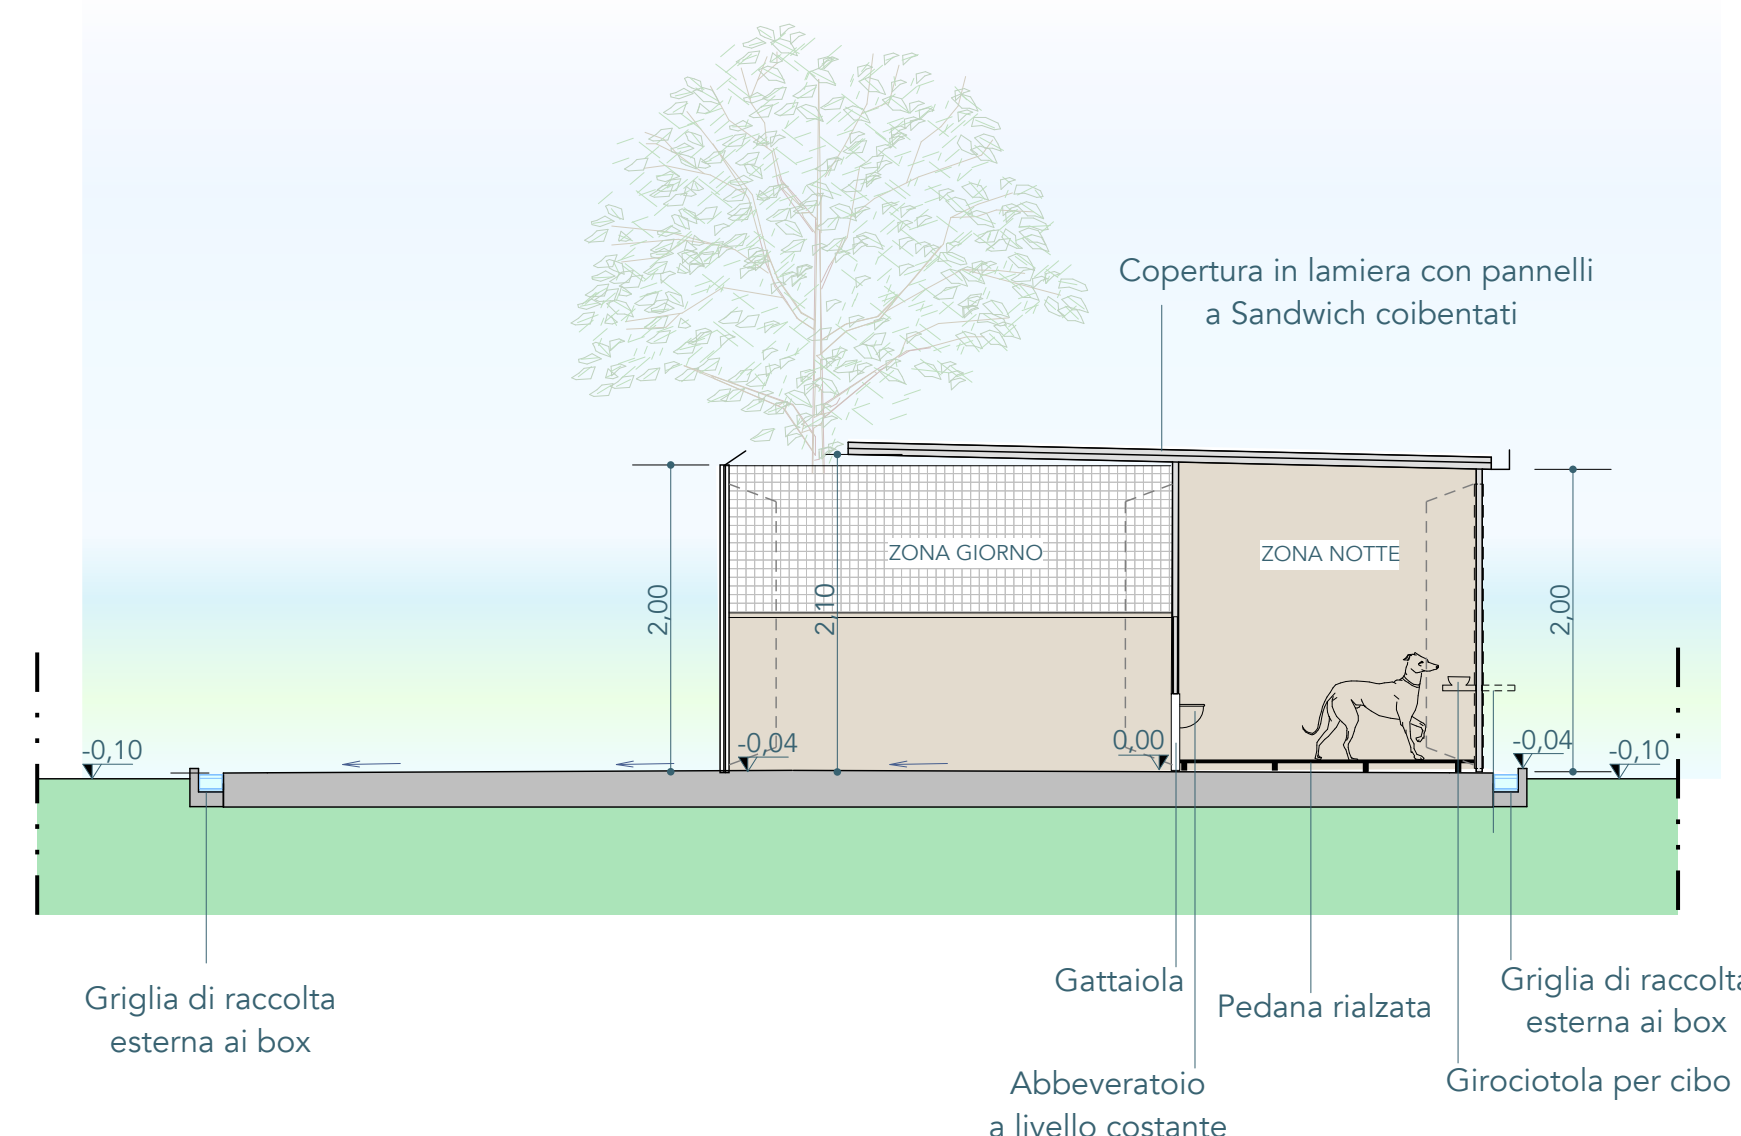 Copertura in lamiera con pannelli
a Sandwich coibentati
ZONA GIORNO
ZONA NOTTE
2,00
2,10
2,00
-0,10
-0,04
0,00
-0,04
-0,10
Griglia di raccolta
esterna ai box
Gattaiola
Pedana rialzata
Griglia di raccolta
esterna ai box
Girociotola per cibo
Abbeveratoio
a livello costante